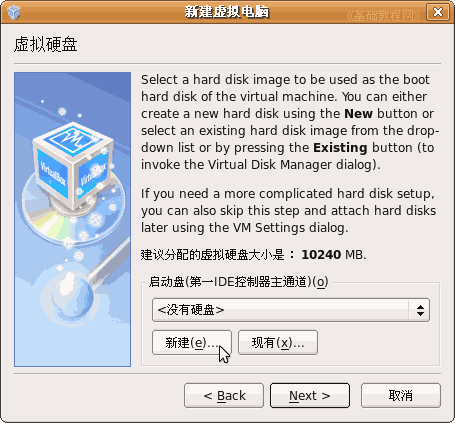 新建虚拟电脑
《基础教程网》
虚拟硬盘
Select a hard disk image to be used as the boot
hard disk of the virtual machine. You can either
create a new hard disk using the New button or
select an existing hard disk image from the drop-
down list or by pressing the Existing button (to
invoke the Virtual Disk Manager dialog).
If you need a more complicated hard disk setup,
you can also skip this step and attach hard disks
later using the VM Settings dialog.
建议分配的虚拟硬盘大小是： 10240 MB.
VirtualBox
VirtualBox
启动盘(第一IDE控制器主通道)(o)
<没有硬盘>
新建(e)...
现有(x)...
< Back
Next >
取消